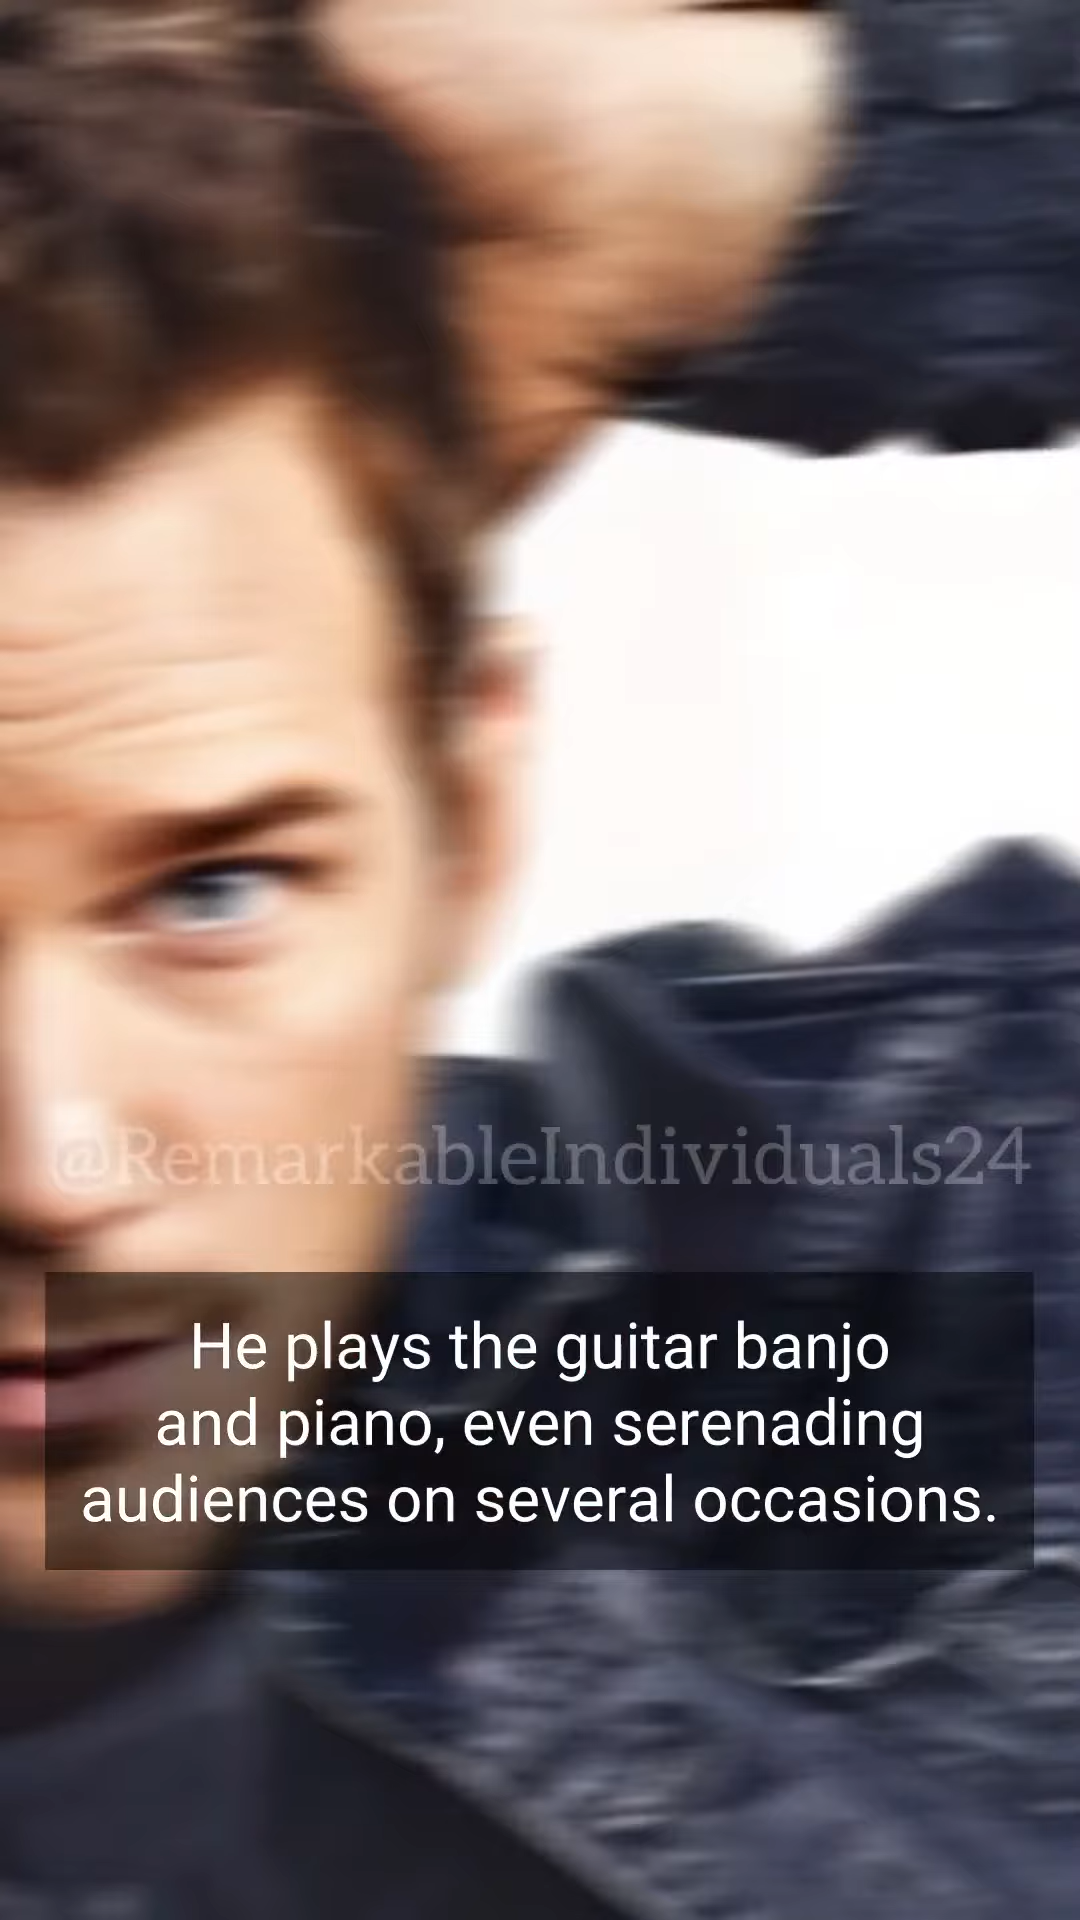 @RemarkableIndividuals24
He plays the guitar banjo
and piano, even serenading
audiences on several occasions.